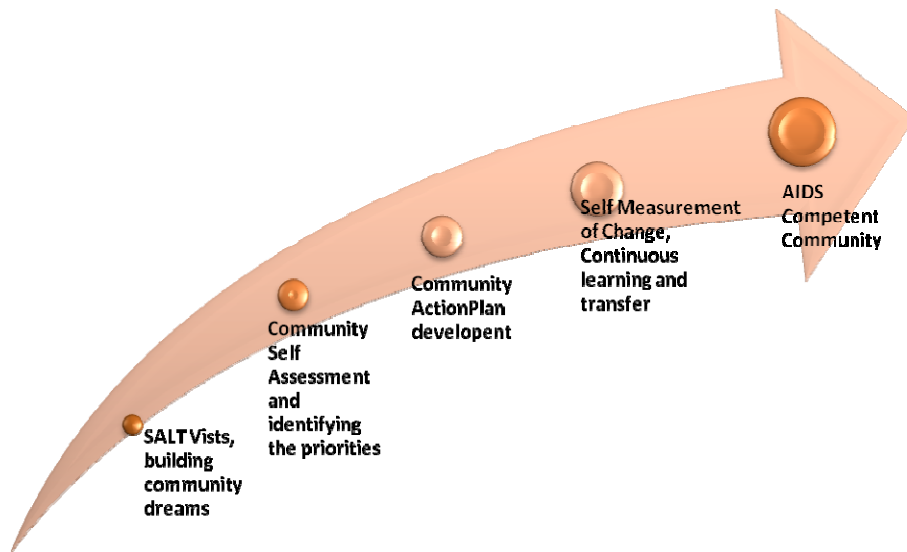 SALT Vists,
building
community
dreams
Community
Self
Assessment
and
identifying
the priorities
Community
ActionPlan
developent
Self Measurement
of Change,
Continuous
learning and
transfer
AIDS
Competent
Community